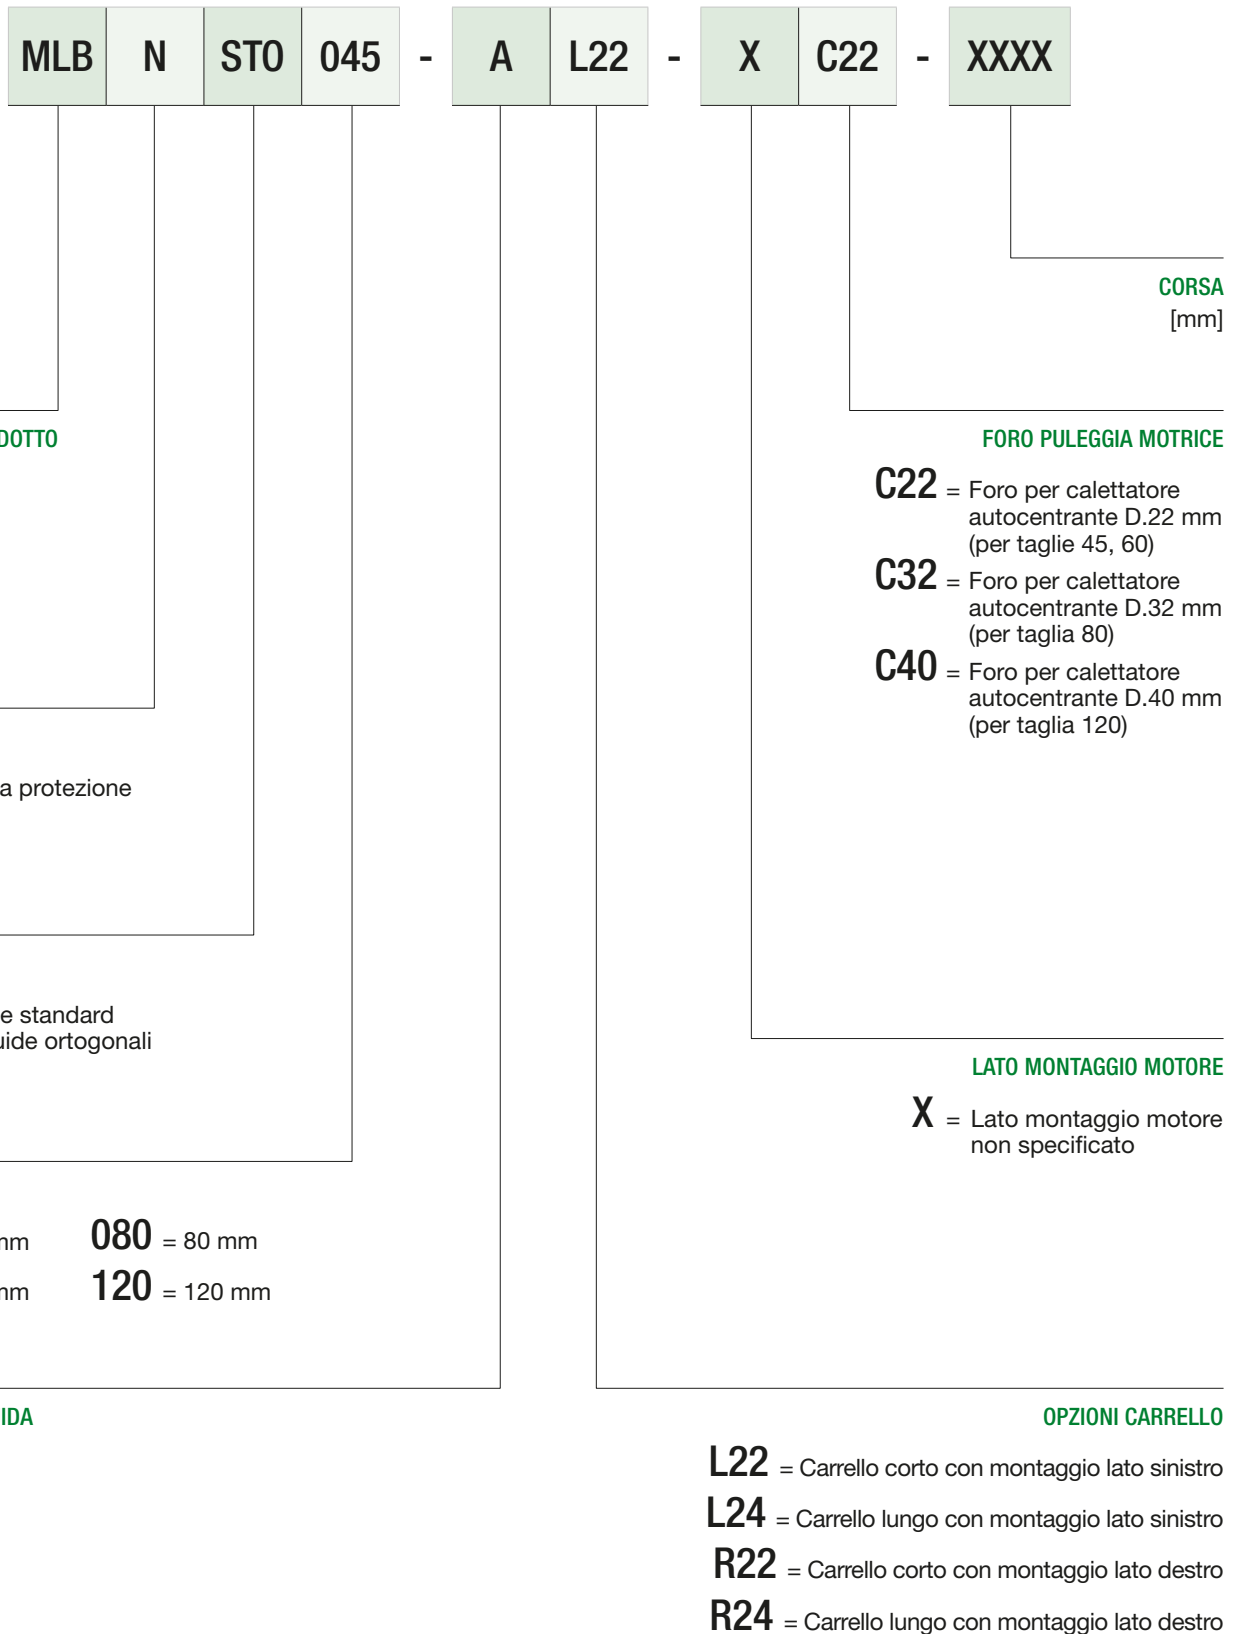 MLB N STO 045 - A L22 - X C22 - XXXX
CORSA
[mm]
DOTTO
FORO PULEGGIA MOTRICE
C22 = Foro per calettatore
autocentrante D.22 mm
(per taglie 45, 60)
C32 = Foro per calettatore
autocentrante D.32 mm
(per taglia 80)
C40 = Foro per calettatore
autocentrante D.40 mm
(per taglia 120)
a protezione
e standard
uide ortogonali
LATO MONTAGGIO MOTORE
X = Lato montaggio motore
non specificato
mm 080 = 80 mm
mm 120 = 120 mm
IDA
OPZIONI CARRELLO
L22 = Carrello corto con montaggio lato sinistro
L24 = Carrello lungo con montaggio lato sinistro
R22 = Carrello corto con montaggio lato destro
R24 = Carrello lungo con montaggio lato destro